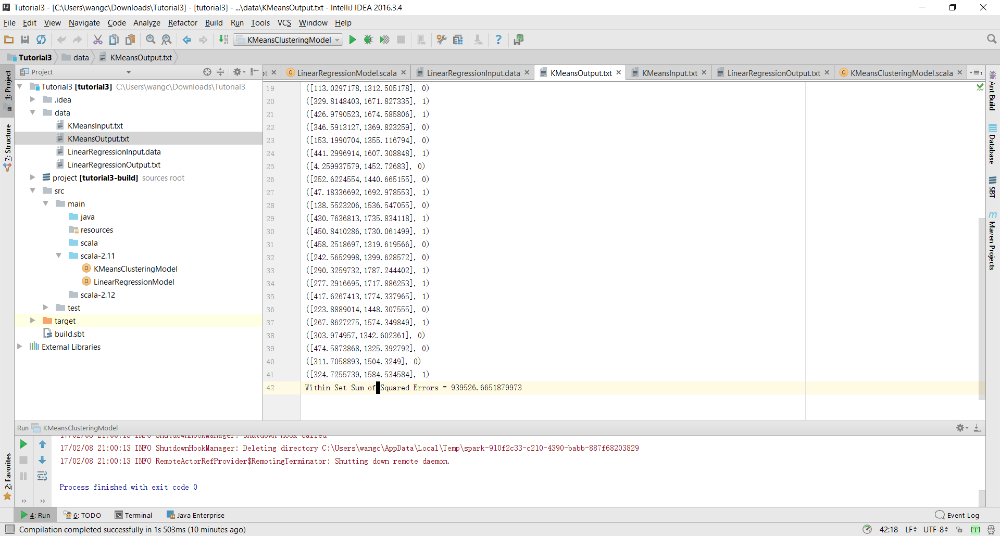 Tutorial3 - [C:\Users\wangc\Downloads\Tutorial3] - [tutorial3] - ...\data\KMeansOutput.txt - IntelliJ IDEA 2016.3.4
File Edit View Navigate Code Analyze Refactor Build Run Tools VCS Window Help
KMeansClusteringModel
Tutorial3 data KMeansOutput.txt
Project
LinearRegressionModel.scala LinearRegressionInput.data KMeansOutput.txt KMeansInput.txt LinearRegressionOutput.txt KMeansClusteringModel.scala
1: Project
7: Structure
2: Favorites
Tutorial3 [tutorial3] C:\Users\wangc\Downloads\Tutorial3
.idea
data
KMeansInput.txt
KMeansOutput.txt
LinearRegressionInput.data
LinearRegressionOutput.txt
project [tutorial3-build] sources root
src
main
java
resources
scala
scala-2.11
KMeansClusteringModel
LinearRegressionModel
scala-2.12
test
target
build.sbt
External Libraries
19 ([113.0297178,1312.505178], 0)
20 ([329.8148403,1671.827335], 1)
21 ([426.9790523,1674.585806], 1)
22 ([346.5913127,1369.823259], 0)
23 ([153.1990704,1355.116794], 0)
24 ([441.2996914,1607.308848], 1)
25 ([4.259937579,1452.72683], 0)
26 ([252.6224554,1440.665155], 0)
27 ([47.18336692,1692.978553], 1)
28 ([138.5523206,1536.547055], 0)
29 ([430.7636813,1735.834118], 1)
30 ([450.8410286,1730.061499], 1)
31 ([458.2518697,1319.619566], 0)
32 ([242.5652998,1399.628572], 0)
33 ([290.3259732,1787.244402], 1)
34 ([277.2916695,1717.886253], 1)
35 ([417.6267413,1774.337965], 1)
36 ([223.8889014,1448.307555], 0)
37 ([267.8627275,1574.349849], 1)
38 ([303.974957,1342.602361], 0)
39 ([474.5873868,1325.392792], 0)
40 ([311.7058893,1504.3249], 0)
41 ([324.7255739,1584.534584], 1)
42 Within Set Sum of Squared Errors = 939526.6651879973
Ant Build
Database
SBT
Maven Projects
Run KMeansClusteringModel
17/02/08 21:00:13 INFO ShutdownHookManager: Shutdown hook called
17/02/08 21:00:13 INFO ShutdownHookManager: Deleting directory C:\Users\wangc\AppData\Local\Temp\spark-910f2c33-c210-4390-babb-887f68203829
17/02/08 21:00:13 INFO RemoteActorRefProvider$RemotingTerminator: Shutting down remote daemon.
Process finished with exit code 0
4: Run 6: TODO Terminal Java Enterprise Event Log
Compilation completed successfully in 1s 503ms (10 minutes ago) 42:18 LF UTF-8 [T]